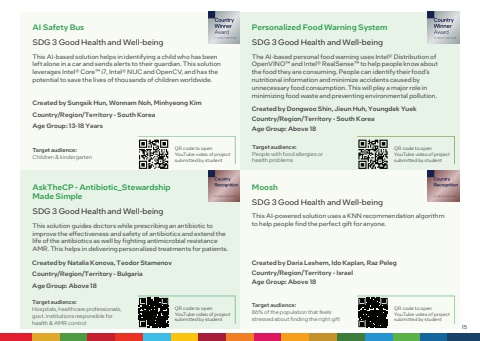 AI Safety Bus
Country
Winner
Award
SDG 3 Good Health and Well-being
This AI-based solution helps in identifying a child who has been
left alone in a car and sends alerts to their guardian. This solution
leverages Intel® Core™ i7, Intel® NUC and OpenCV, and has the
potential to save the lives of thousands of children worldwide.
Created by Sungsik Hun, Wonnam Noh, Minhyeong Kim
Country/Region/Territory - South Korea
Age Group: 13-18 Years
Target audience:
Children & kindergarten
QR code to open
YouTube video of project
submitted by student
Personalized Food Warning System
Country
Winner
Award
SDG 3 Good Health and Well-being
The AI-based personal food warning uses Intel® Distribution of
OpenVINO™ and Intel® RealSense™ to help people know about
the food they are consuming. People can identify their food's
nutritional information and minimize accidents caused by
unnecessary food consumption. This will play a major role in
minimizing food waste and preventing environmental pollution.
Created by Dongwoo Shin, Jieun Huh, Youngdek Yuek
Country/Region/Territory - South Korea
Age Group: Above 18
Target audience:
People with food allergies or
health problems
QR code to open
YouTube video of project
submitted by student
AskTheCP - Antibiotic_Stewardship
Made Simple
Country
Recognition
SDG 3 Good Health and Well-being
This solution guides doctors while prescribing an antibiotic to
improve the effectiveness and safety of antibiotics and extend the
life of the antibiotics as well by fighting antimicrobial resistance
AMR. This helps in delivering personalized treatments for patients.
Created by Natalia Konova, Teodor Stamenov
Country/Region/Territory - Bulgaria
Age Group: Above 18
Target audience:
Hospitals, healthcare professionals,
govt. institutions responsible for
health & AMR control
QR code to open
YouTube video of project
submitted by student
Moosh
Country
Recognition
SDG 3 Good Health and Well-being
This AI-powered solution uses a KNN recommendation algorithm
to help people find the perfect gift for anyone.
Created by Daria Leshem, Ido Kaplan, Raz Peleg
Country/Region/Territory - Israel
Age Group: Above 18
Target audience:
86% of the population that feels
stressed about finding the right gift
QR code to open
YouTube video of project
submitted by student
15